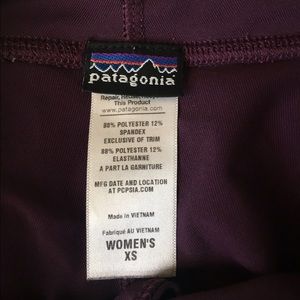 patagonia
This Product
www.patagonia.com
88% POLYESTER 12%
SPANDEX
EXCLUSIVE OF TRIM
88% POLYESTER 12%
ELASTHANNE
A PART LA GARNITURE
MFG DATE AND LOCATION
AT PCPSIA.COM
Made in VIETNAM
Fabriqué AU VIETNAM
WOMEN'S
XS